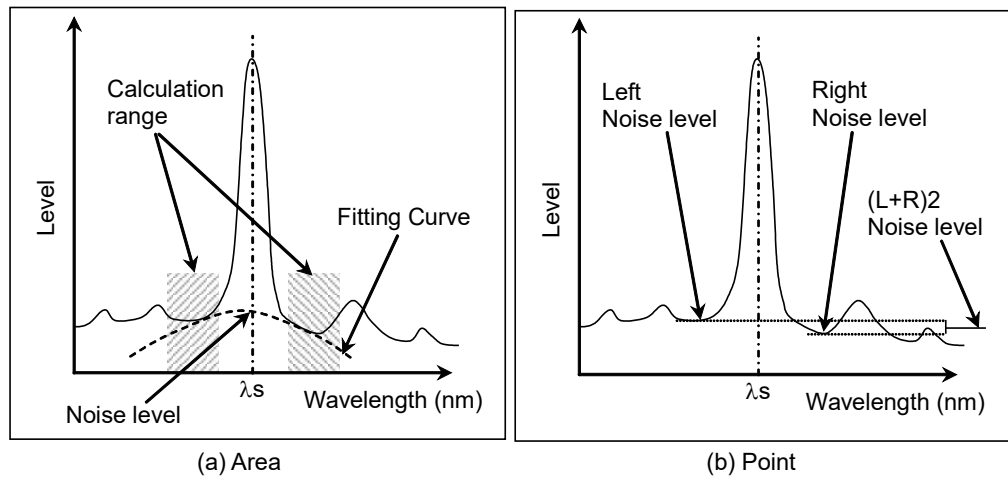 Level
Calculation
range
Fitting Curve
Noise level
λs
Wavelength (nm)
(a) Area
Level
Left
Noise level
Right
Noise level
(L+R)2
Noise level
λs
Wavelength (nm)
(b) Point